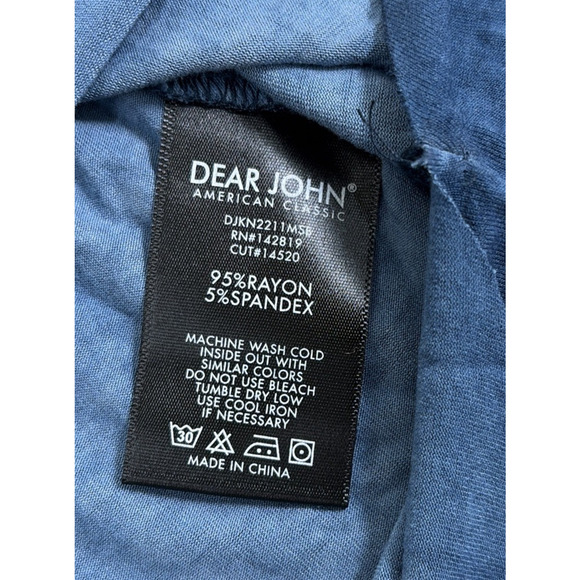 DEAR JOHN®
AMERICAN CLASSIC
DJKN2211MSB
RN#142819
CUT#14520
95%RAYON
5%SPANDEX
MACHINE WASH COLD
INSIDE OUT WITH
SIMILAR COLORS
DO NOT USE BLEACH
TUMBLE DRY LOW
USE COOL IRON
IF NECESSARY
30
MADE IN CHINA